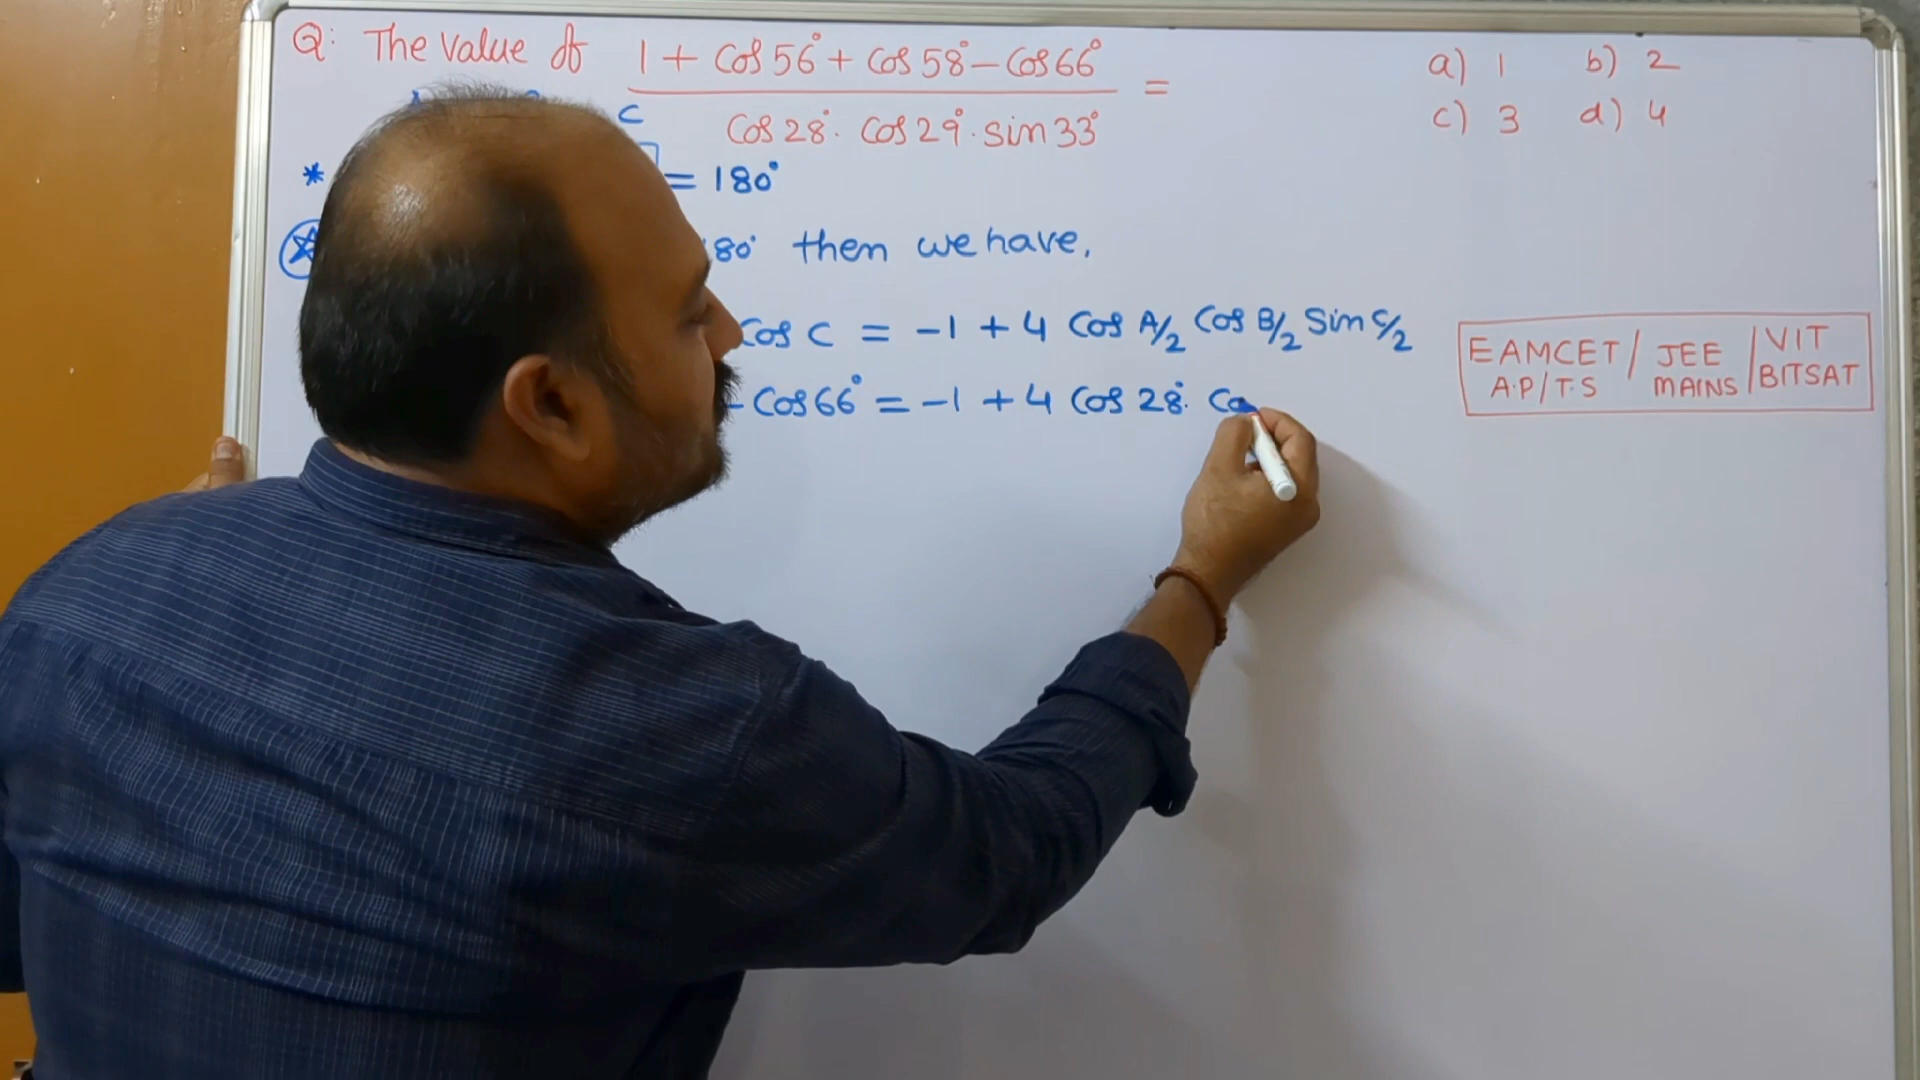 Q: The value of 1 + Cos 56° + Cos 58° - Cos 66° =
Cos 28°. Cos 29°. sin 33°
a) 1 b) 2
c) 3 d) 4
C
* = 180°
80° then we have,
Cos C = -1 + 4 Cos A/2 Cos B/2 Sin C/2
- Cos 66° = -1 + 4 Cos 28°. Co
EAMCET / JEE / VIT
A.P/T.S MAINS BITSAT